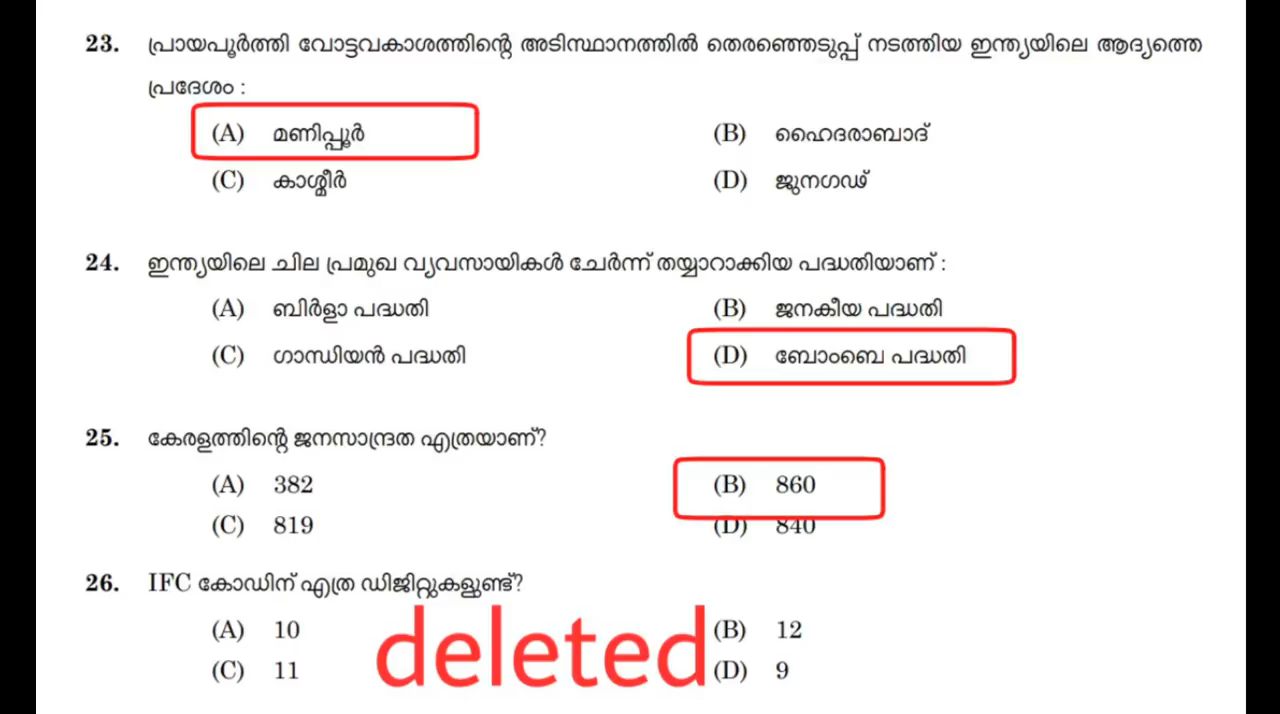 23. പ്രായപൂർത്തി വോട്ടവകാശത്തിന്റെ അടിസ്ഥാനത്തിൽ തെരഞ്ഞെടുപ്പ് നടത്തിയ ഇന്ത്യയിലെ ആദ്യത്തെ
പ്രദേശം :
(A) മണിപ്പൂർ (B) ഹൈദരാബാദ്
(C) കാശ്മീർ (D) ജുനഗഢ്
24. ഇന്ത്യയിലെ ചില പ്രമുഖ വ്യവസായികൾ ചേർന്ന് തയ്യാറാക്കിയ പദ്ധതിയാണ് :
(A) ബിർളാ പദ്ധതി (B) ജനകീയ പദ്ധതി
(C) ഗാന്ധിയൻ പദ്ധതി (D) ബോംബെ പദ്ധതി
25. കേരളത്തിന്റെ ജനസാന്ദ്രത എത്രയാണ്?
(A) 382 (B) 860
(C) 819 (D) 840
26. IFC കോഡിന് എത്ര ഡിജിറ്റുകളുണ്ട്?
(A) 10 (B) 12
deleted
(C) 11 (D) 9